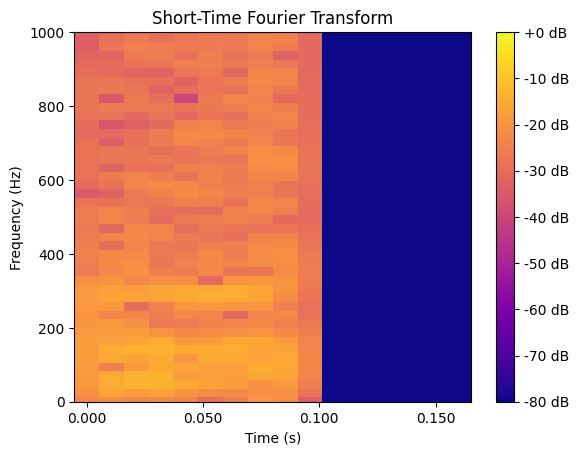 Short-Time Fourier Transform
1000
800
600
400
200
0
Frequency (Hz)
0.000
0.050
0.100
0.150
Time (s)
+0 dB
-10 dB
-20 dB
-30 dB
-40 dB
-50 dB
-60 dB
-70 dB
-80 dB